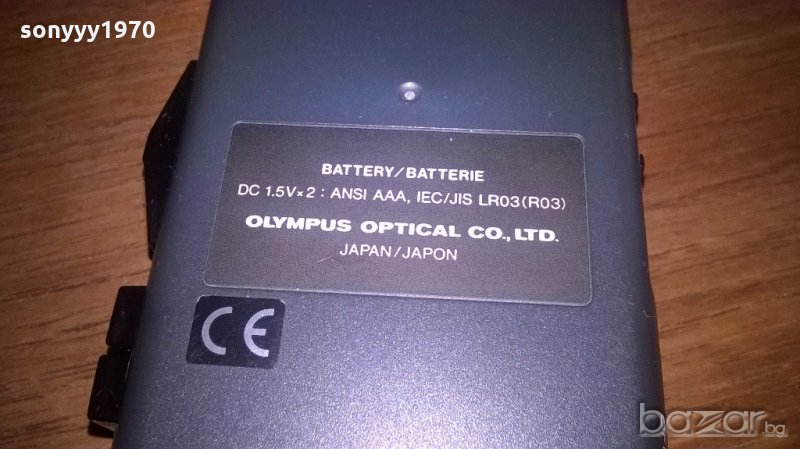 sonyyy1970
BATTERY/BATTERIE
DC 1.5V×2 : ANSI AAA, IEC/JIS LR03(R03)
OLYMPUS OPTICAL CO., LTD.
JAPAN/JAPON
CE
bazar.bg